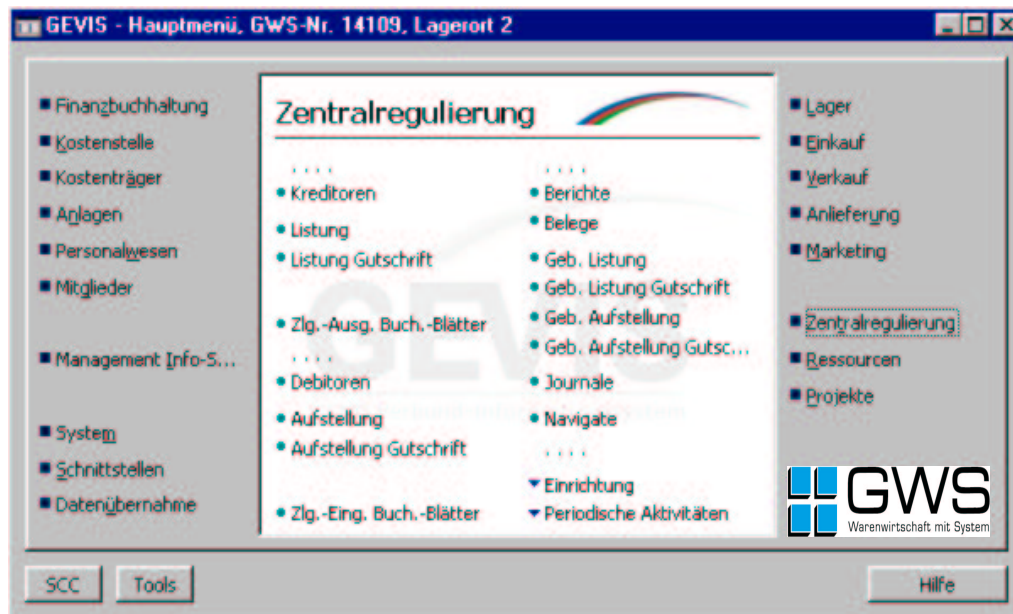 GEVIS - Hauptmenü, GWS-Nr. 14109, Lagerort 2
Finanzbuchhaltung
Kostenstelle
Kostenträger
Anlagen
Personalwesen
Mitglieder
Management Info-S...
System
Schnittstellen
Datenübernahme
Zentralregulierung
. . . .
Kreditoren
Listung
Listung Gutschrift
Zlg.-Ausg. Buch.-Blätter
. . . .
Debitoren
Aufstellung
Aufstellung Gutschrift
Zlg.-Eing. Buch.-Blätter
. . . .
Berichte
Belege
Geb. Listung
Geb. Listung Gutschrift
Geb. Aufstellung
Geb. Aufstellung Gutsc...
Journale
Navigate
. . . .
Einrichtung
Periodische Aktivitäten
GEVIS
Lager
Einkauf
Verkauf
Anlieferung
Marketing
Zentralregulierung
Ressourcen
Projekte
GWS
Warenwirtschaft mit System
SCC
Tools
Hilfe